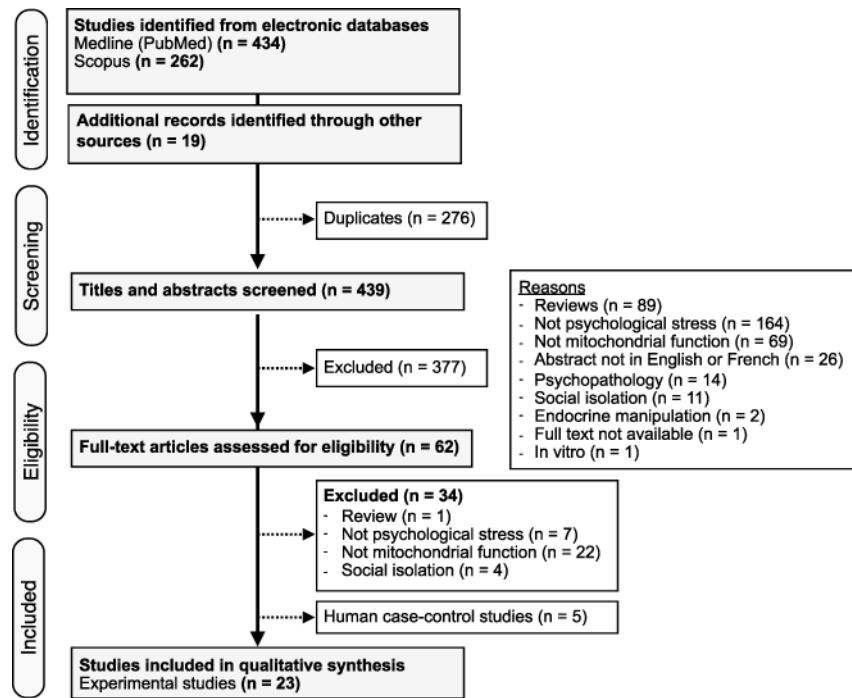 Identification
Studies identified from electronic databases
Medline (PubMed) (n = 434)
Scopus (n = 262)
Additional records identified through other
sources (n = 19)
Screening
Duplicates (n = 276)
Titles and abstracts screened (n = 439)
Excluded (n = 377)
Reasons
- Reviews (n = 89)
- Not psychological stress (n = 164)
- Not mitochondrial function (n = 69)
- Abstract not in English or French (n = 26)
- Psychopathology (n = 14)
- Social isolation (n = 11)
- Endocrine manipulation (n = 2)
- Full text not available (n = 1)
- In vitro (n = 1)
Eligibility
Full-text articles assessed for eligibility (n = 62)
Excluded (n = 34)
- Review (n = 1)
- Not psychological stress (n = 7)
- Not mitochondrial function (n = 22)
- Social isolation (n = 4)
Included
Human case-control studies (n = 5)
Studies included in qualitative synthesis
Experimental studies (n = 23)